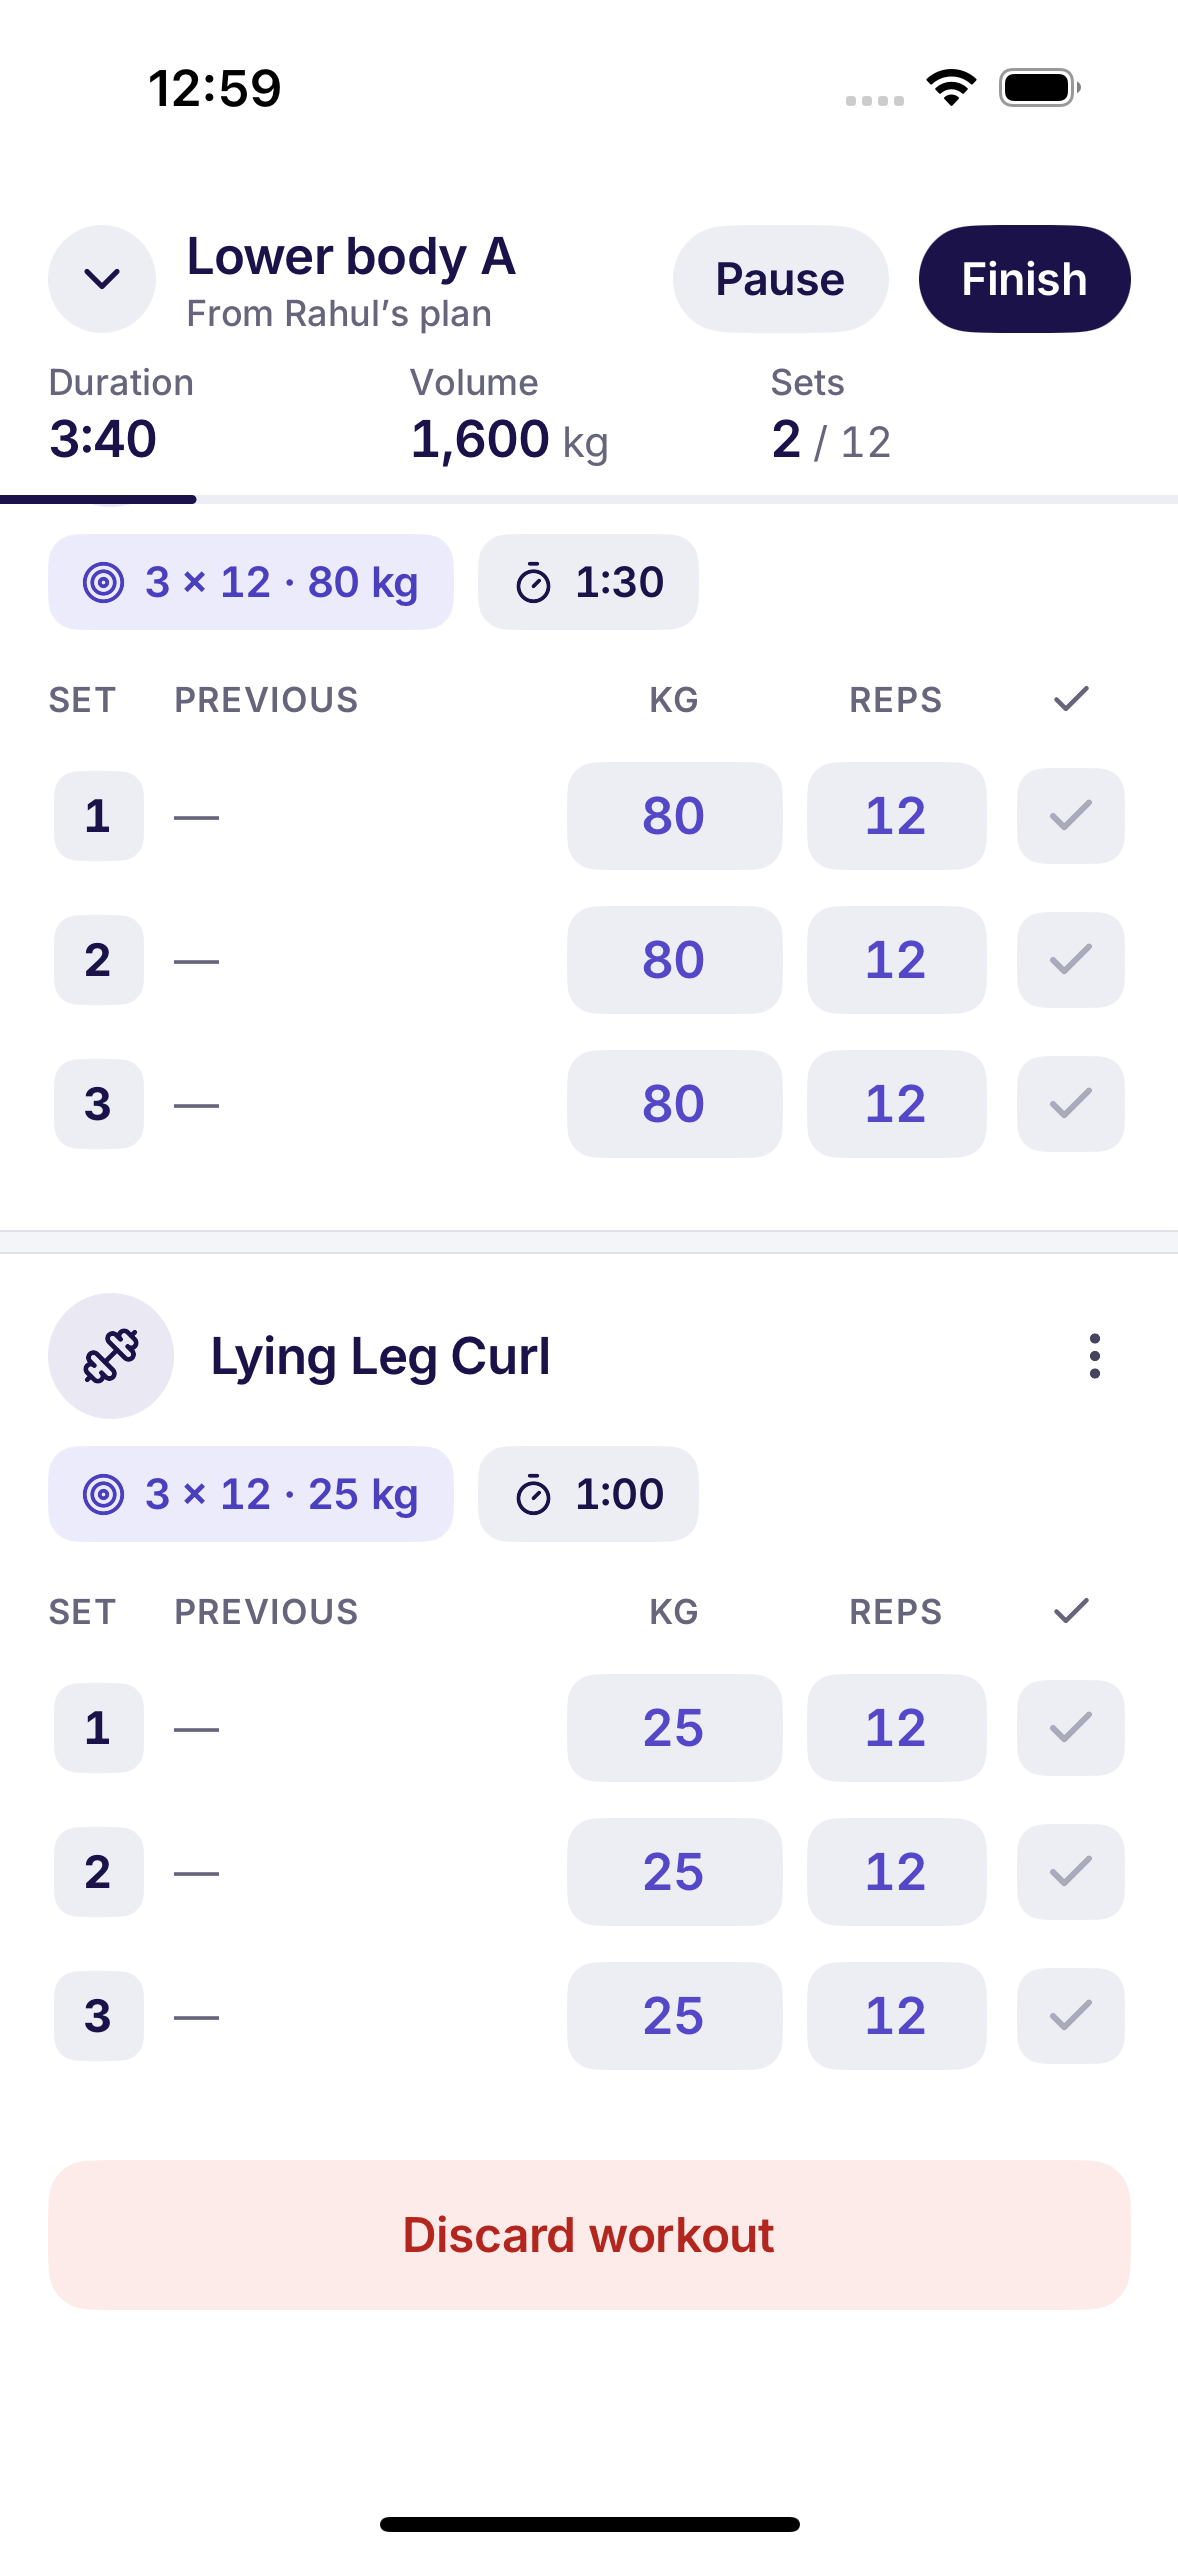 12:59
Lower body A
From Rahul’s plan
Pause
Finish
Duration Volume Sets
3:40 1,600 kg 2 / 12
3 × 12 · 80 kg 1:30
SET PREVIOUS KG REPS
1 — 80 12
2 — 80 12
3 — 80 12
Lying Leg Curl
3 × 12 · 25 kg 1:00
SET PREVIOUS KG REPS
1 — 25 12
2 — 25 12
3 — 25 12
Discard workout